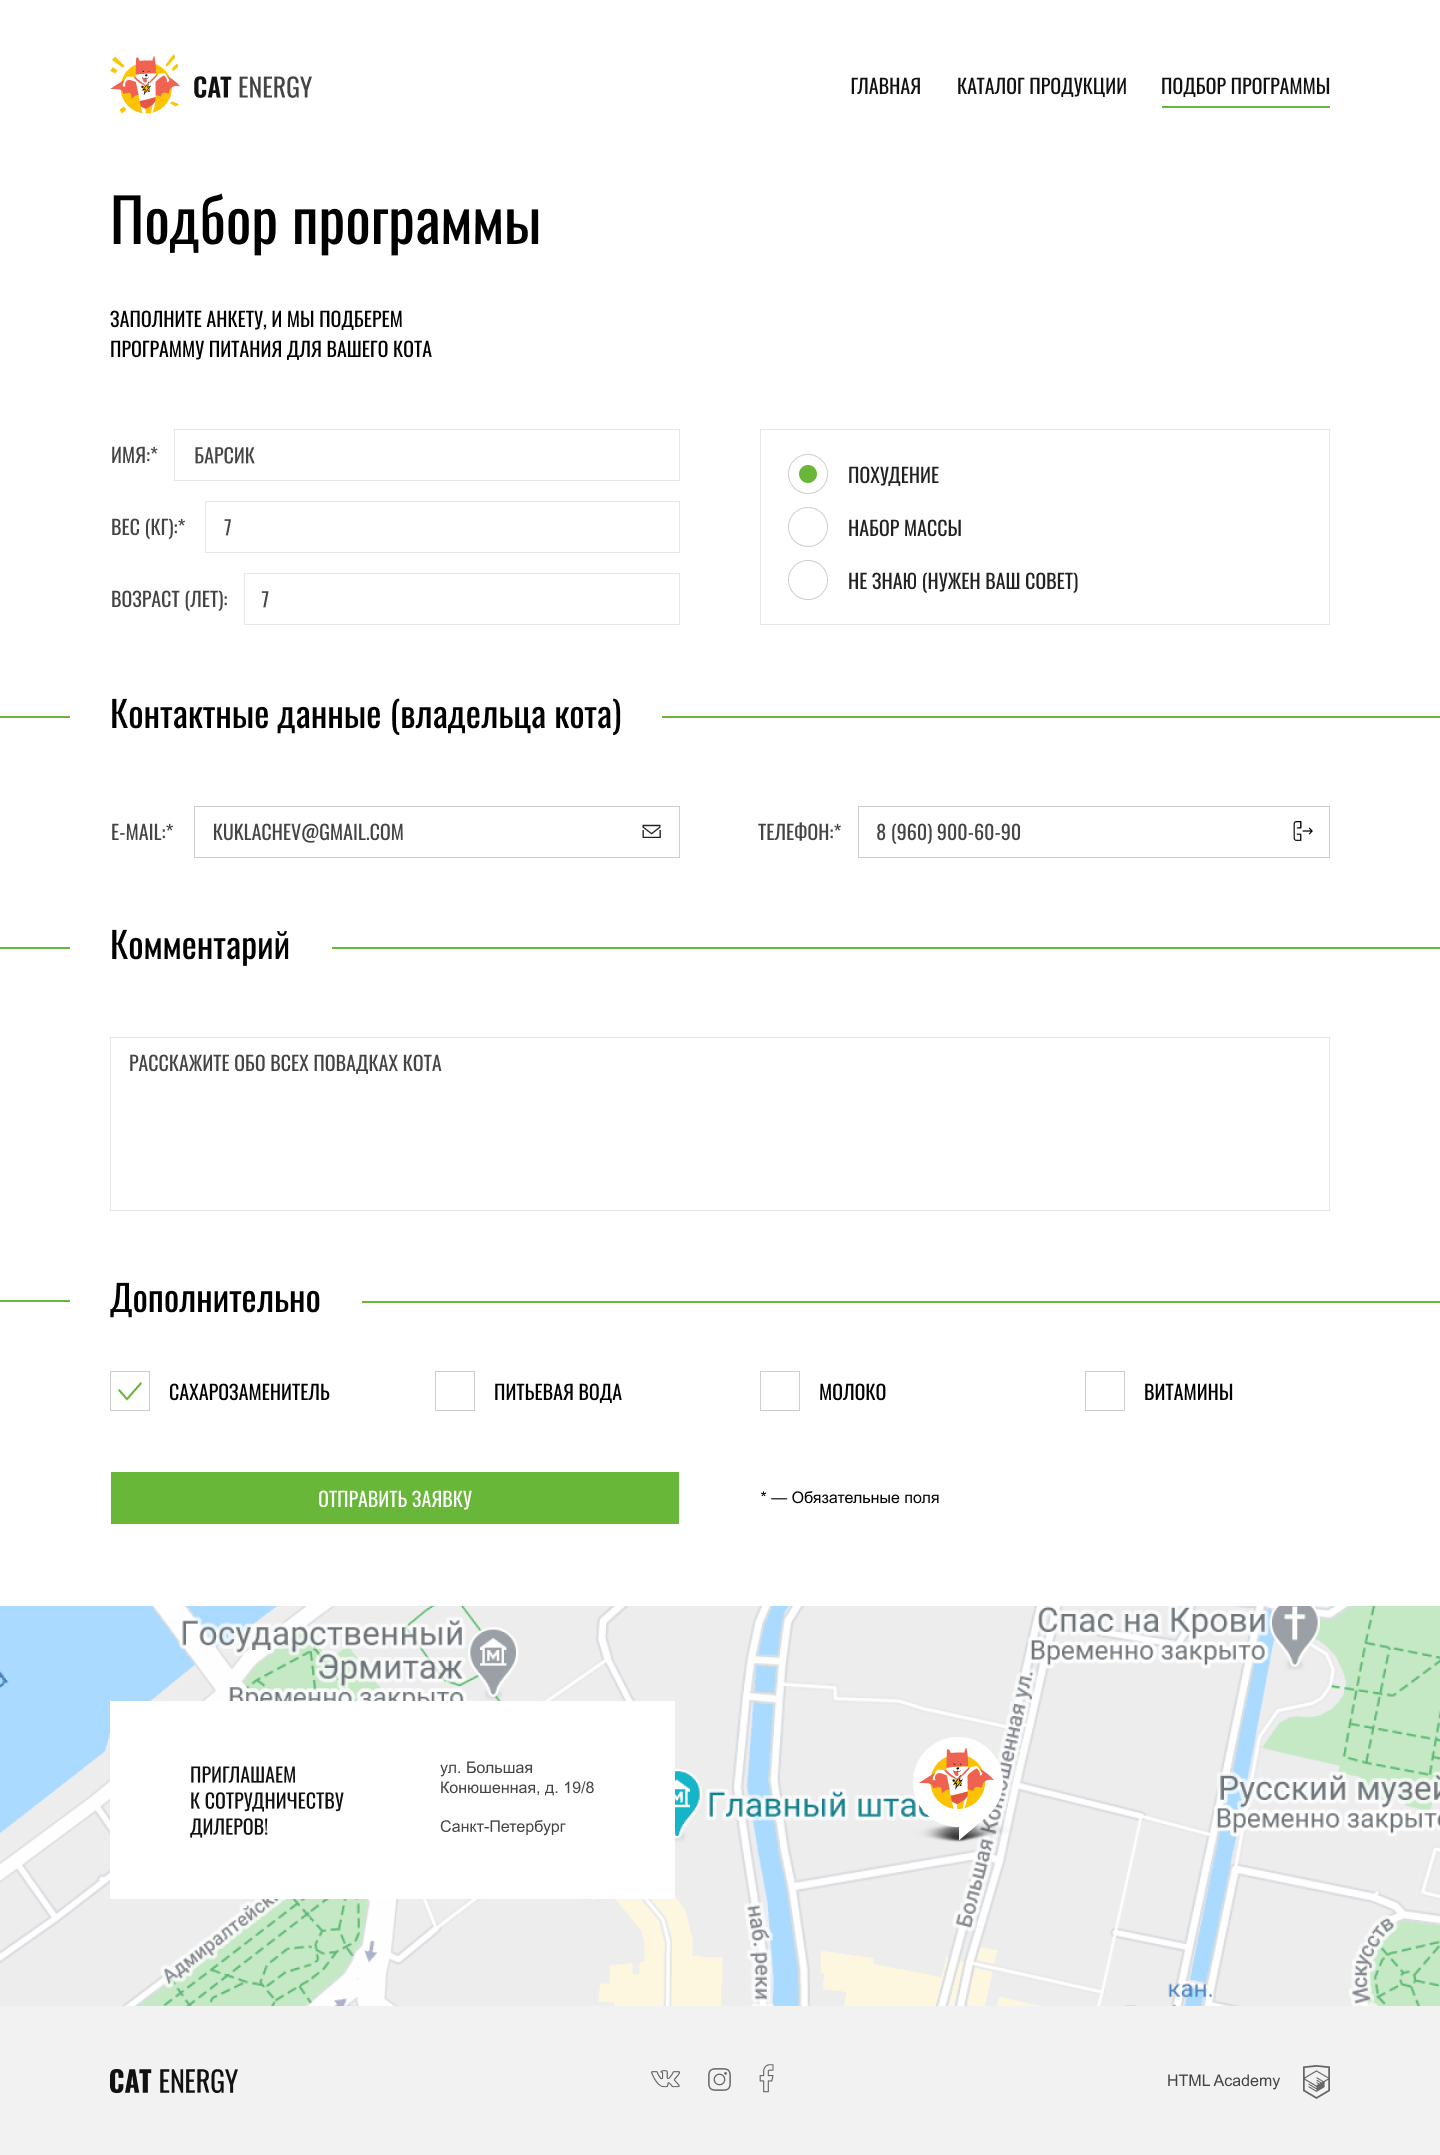 CAT ENERGY
ГЛАВНАЯ
КАТАЛОГ ПРОДУКЦИИ
ПОДБОР ПРОГРАММЫ
Подбор программы
ЗАПОЛНИТЕ АНКЕТУ, И МЫ ПОДБЕРЕМ
ПРОГРАММУ ПИТАНИЯ ДЛЯ ВАШЕГО КОТА
ИМЯ:*
БАРСИК
ВЕС (КГ):*
7
ВОЗРАСТ (ЛЕТ):
7
ПОХУДЕНИЕ
НАБОР МАССЫ
НЕ ЗНАЮ (НУЖЕН ВАШ СОВЕТ)
Контактные данные (владельца кота)
E-MAIL:*
KUKLACHEV@GMAIL.COM
ТЕЛЕФОН:*
8 (960) 900-60-90
Комментарий
РАССКАЖИТЕ ОБО ВСЕХ ПОВАДКАХ КОТА
Дополнительно
САХАРОЗАМЕНИТЕЛЬ
ПИТЬЕВАЯ ВОДА
МОЛОКО
ВИТАМИНЫ
ОТПРАВИТЬ ЗАЯВКУ
* — Обязательные поля
Государственный
Эрмитаж
Временно закрыто
Спас на Крови
Временно закрыто
ПРИГЛАШАЕМ
К СОТРУДНИЧЕСТВУ
ДИЛЕРОВ!
ул. Большая
Конюшенная, д. 19/8
Санкт-Петербург
Главный
Большая
ул.
Русский музей
Временно закрыто
наб. реки
кан.
Искусств
CAT ENERGY
HTML Academy